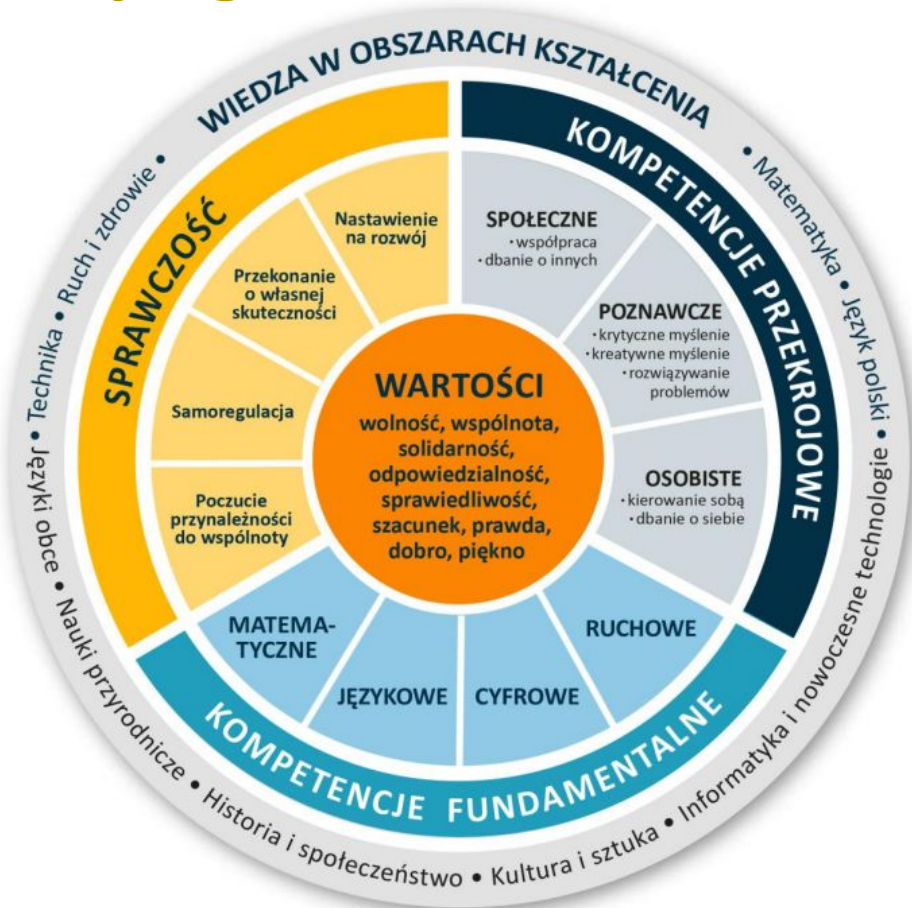 WIEDZA W OBSZARACH KSZTAŁCENIA
• Matematyka • Język polski • Informatyka i nowoczesne technologie • Kultura i sztuka • Historia i społeczeństwo • Nauki przyrodnicze • Języki obce • Technika • Ruch i zdrowie •
SPRAWCZOŚĆ
Nastawienie
na rozwój
Przekonanie
o własnej
skuteczności
Samoregulacja
Poczucie
przynależności
do wspólnoty
KOMPETENCJE PRZEKROJOWE
SPOŁECZNE
• współpraca
• dbanie o innych
POZNAWCZE
• krytyczne myślenie
• kreatywne myślenie
• rozwiązywanie
problemów
OSOBISTE
• kierowanie sobą
• dbanie o siebie
WARTOŚCI
wolność, wspólnota,
solidarność,
odpowiedzialność,
sprawiedliwość,
szacunek, prawda,
dobro, piękno
MATEMA-
TYCZNE
JĘZYKOWE
CYFROWE
RUCHOWE
KOMPETENCJE FUNDAMENTALNE